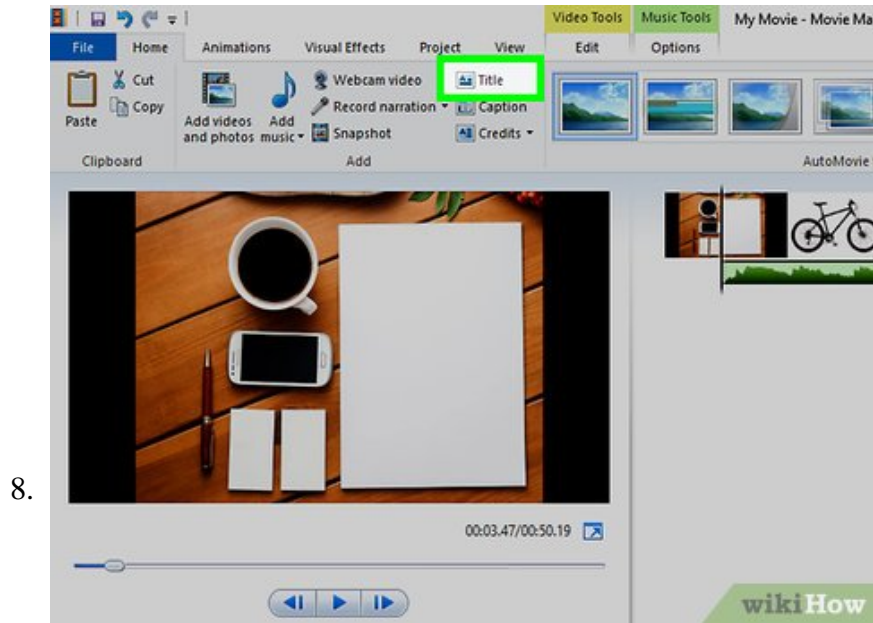 Video Tools Music Tools My Movie - Movie Ma
File Home Animations Visual Effects Project View Edit Options
Cut
Copy
Paste
Clipboard
Add videos
and photos
Add
music
Webcam video
Record narration
Snapshot
Title
Caption
Credits
Add
AutoMovie
00:03.47/00:50.19
8.
wikiHow